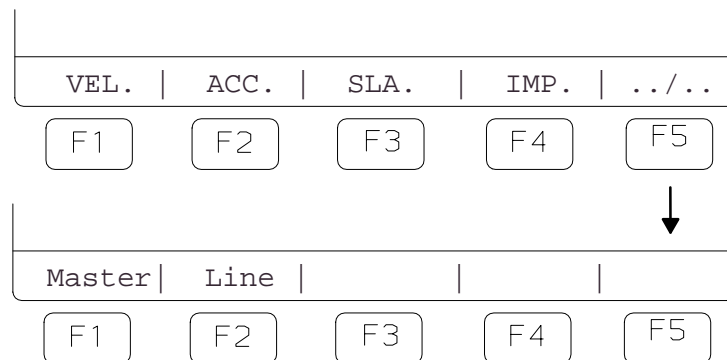 VEL. | ACC. | SLA. | IMP. | ../..
F1 F2 F3 F4 F5
Master| Line | | |
F1 F2 F3 F4 F5